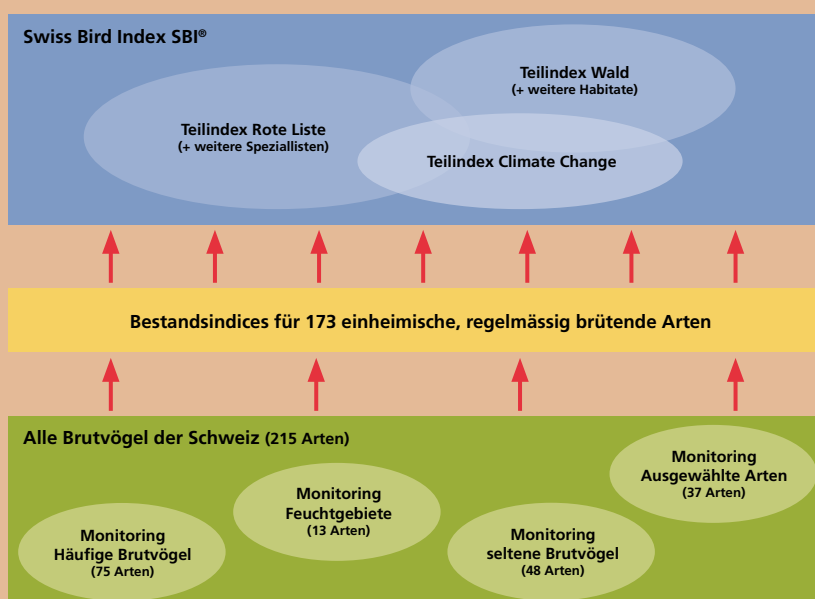 Swiss Bird Index SBI®
Teilindex Wald
(+ weitere Habitate)
Teilindex Rote Liste
(+ weitere Speziallisten)
Teilindex Climate Change
Bestandsindices für 173 einheimische, regelmässig brütende Arten
Alle Brutvögel der Schweiz (215 Arten)
Monitoring
Ausgewählte Arten
(37 Arten)
Monitoring
Feuchtgebiete
(13 Arten)
Monitoring
Häufige Brutvögel
(75 Arten)
Monitoring
seltene Brutvögel
(48 Arten)